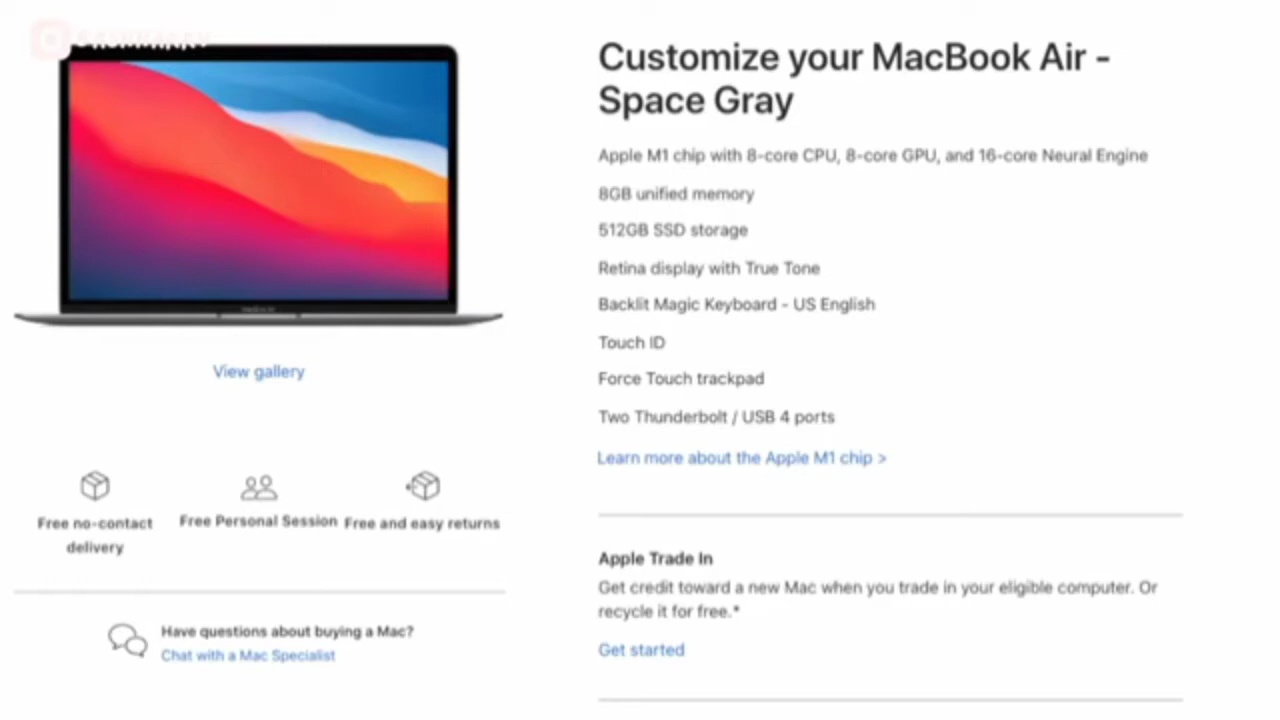 Customize your MacBook Air -
Space Gray
Apple M1 chip with 8-core CPU, 8-core GPU, and 16-core Neural Engine
8GB unified memory
512GB SSD storage
Retina display with True Tone
Backlit Magic Keyboard - US English
Touch ID
Force Touch trackpad
Two Thunderbolt / USB 4 ports
Learn more about the Apple M1 chip >
View gallery
Free no-contact
delivery
Free Personal Session
Free and easy returns
Have questions about buying a Mac?
Chat with a Mac Specialist
Apple Trade In
Get credit toward a new Mac when you trade in your eligible computer. Or
recycle it for free.*
Get started